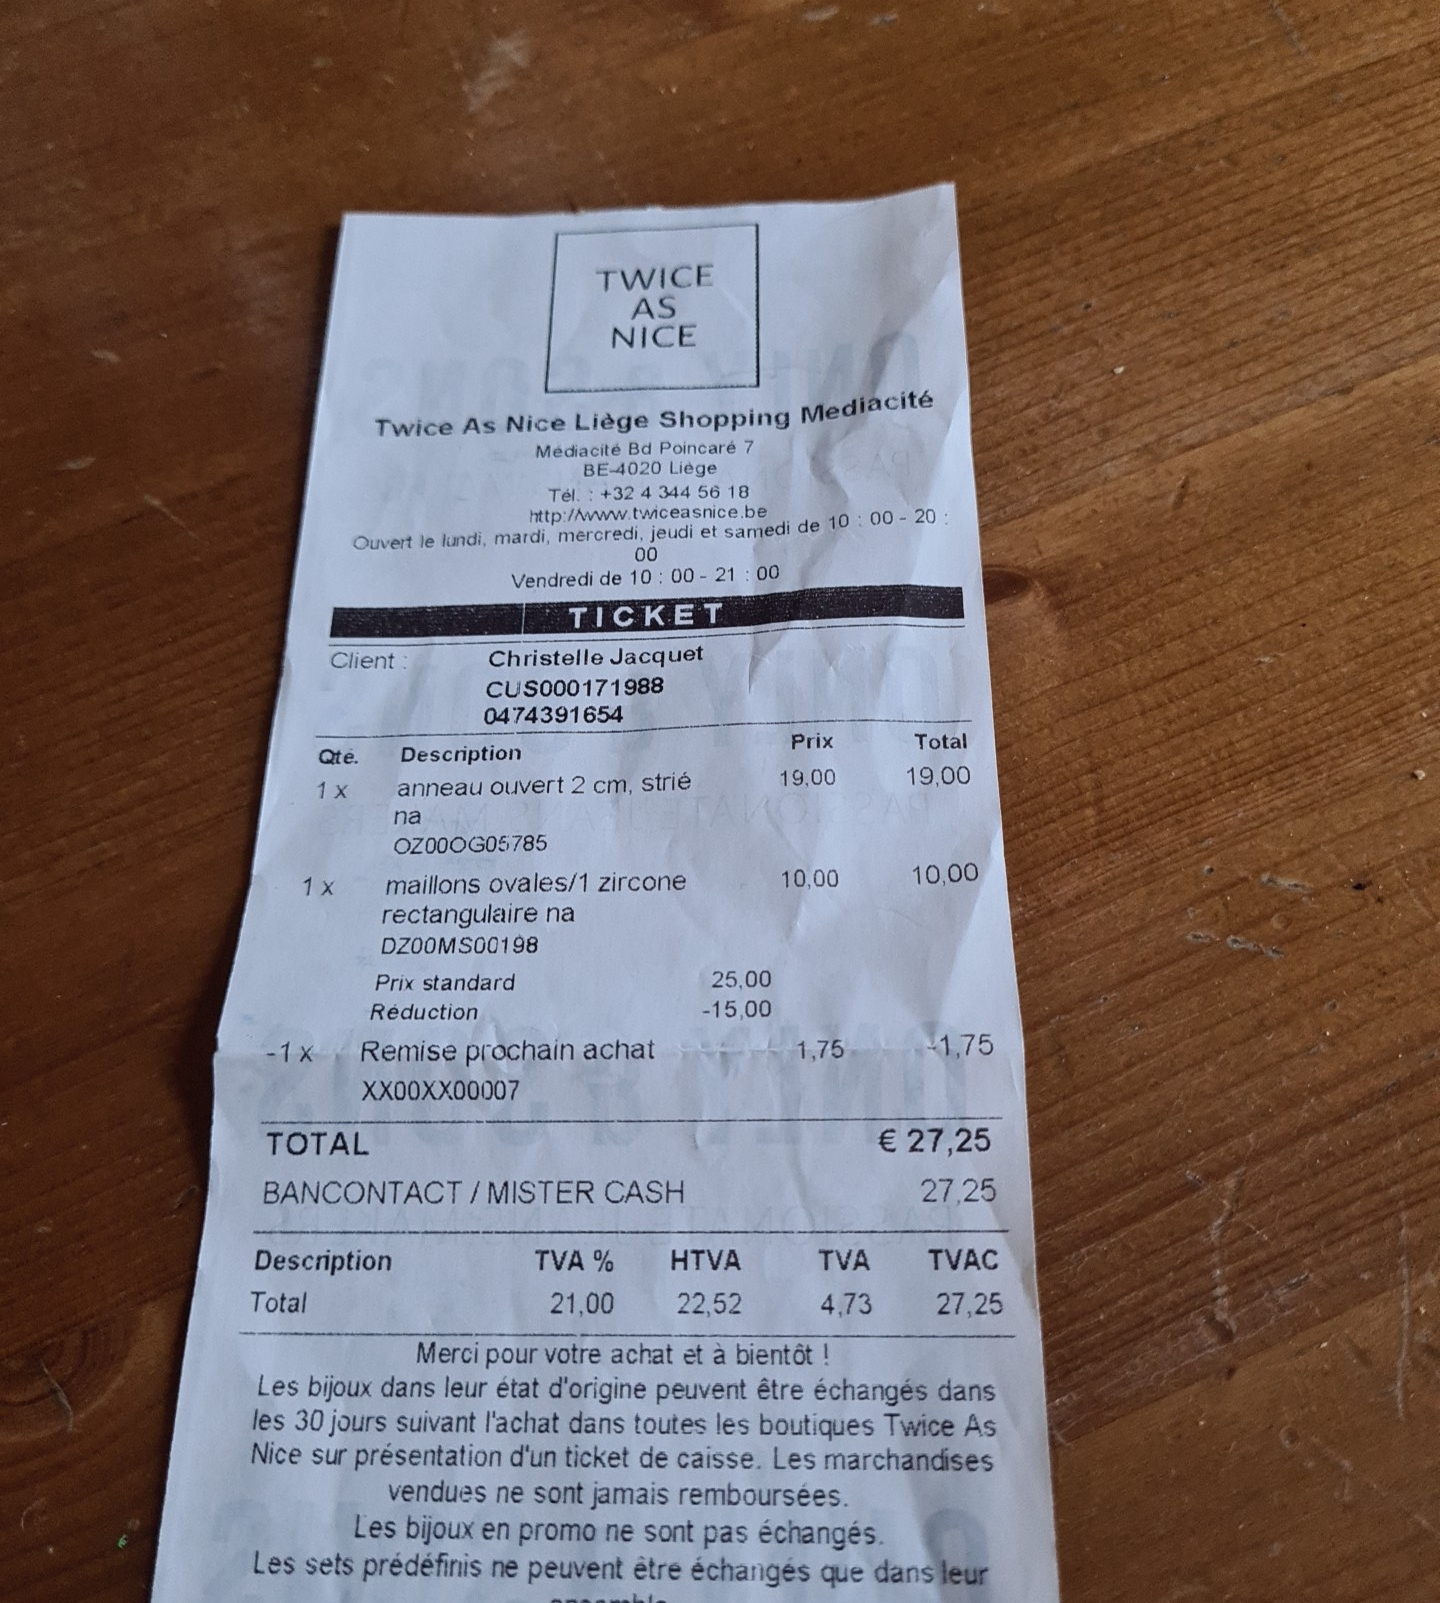 TWICE
AS
NICE
Twice As Nice Liège Shopping Mediacité
Médiacité Bd Poincaré 7
BE-4020 Liège
Tél. : +32 4 344 56 18
http://www.twiceasnice.be
Ouvert le lundi, mardi, mercredi, jeudi et samedi de 10 : 00 - 20 :
00
Vendredi de 10 : 00 - 21 : 00
TICKET
Client : Christelle Jacquet
CUS000171988
0474391654
Qté. Description Prix Total
1 x anneau ouvert 2 cm, strié 19,00 19,00
na
OZ00OG05785
1 x maillons ovales/1 zircone 10,00 10,00
rectangulaire na
DZ00MS00198
Prix standard 25,00
Réduction -15,00
-1 x Remise prochain achat 1,75 -1,75
XX00XX00007
TOTAL € 27,25
BANCONTACT / MISTER CASH 27,25
Description TVA % HTVA TVA TVAC
Total 21,00 22,52 4,73 27,25
Merci pour votre achat et à bientôt !
Les bijoux dans leur état d'origine peuvent être échangés dans
les 30 jours suivant l'achat dans toutes les boutiques Twice As
Nice sur présentation d'un ticket de caisse. Les marchandises
vendues ne sont jamais remboursées.
Les bijoux en promo ne sont pas échangés.
Les sets prédéfinis ne peuvent être échangés que dans leur